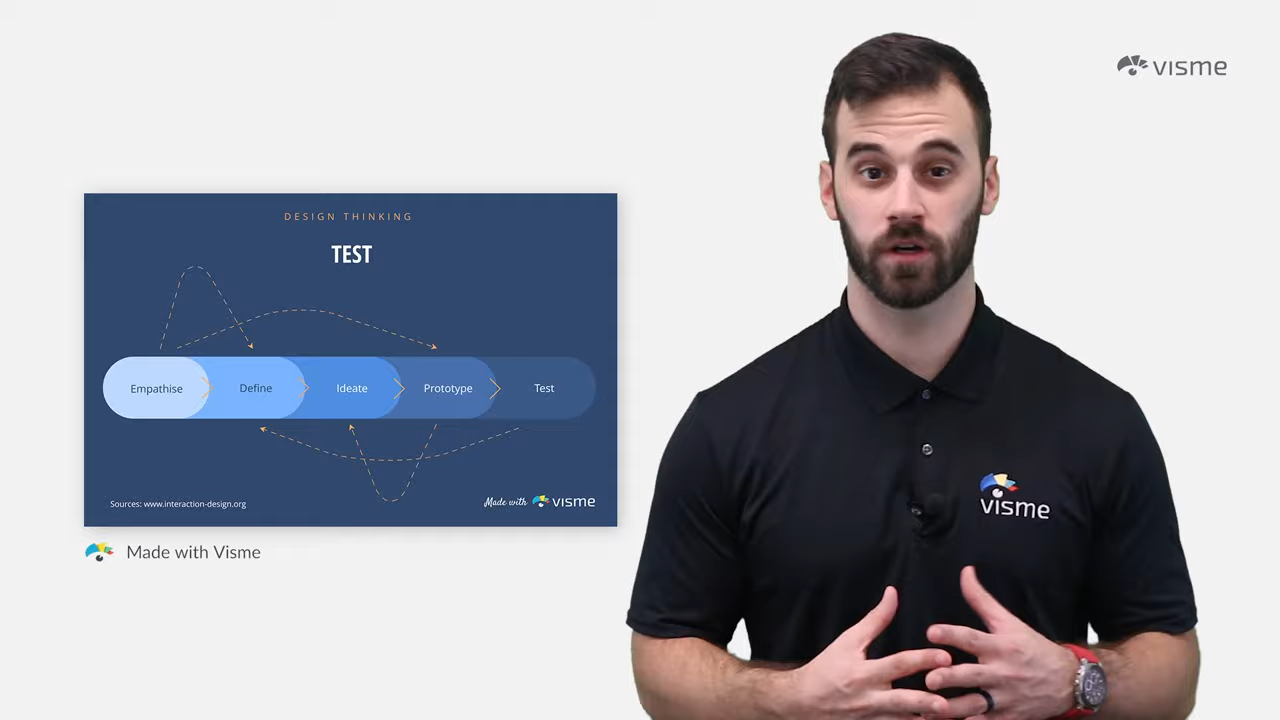 visme
DESIGN THINKING
TEST
Empathise
Define
Ideate
Prototype
Test
Sources: www.interaction-design.org
Made with visme
Made with Visme
visme